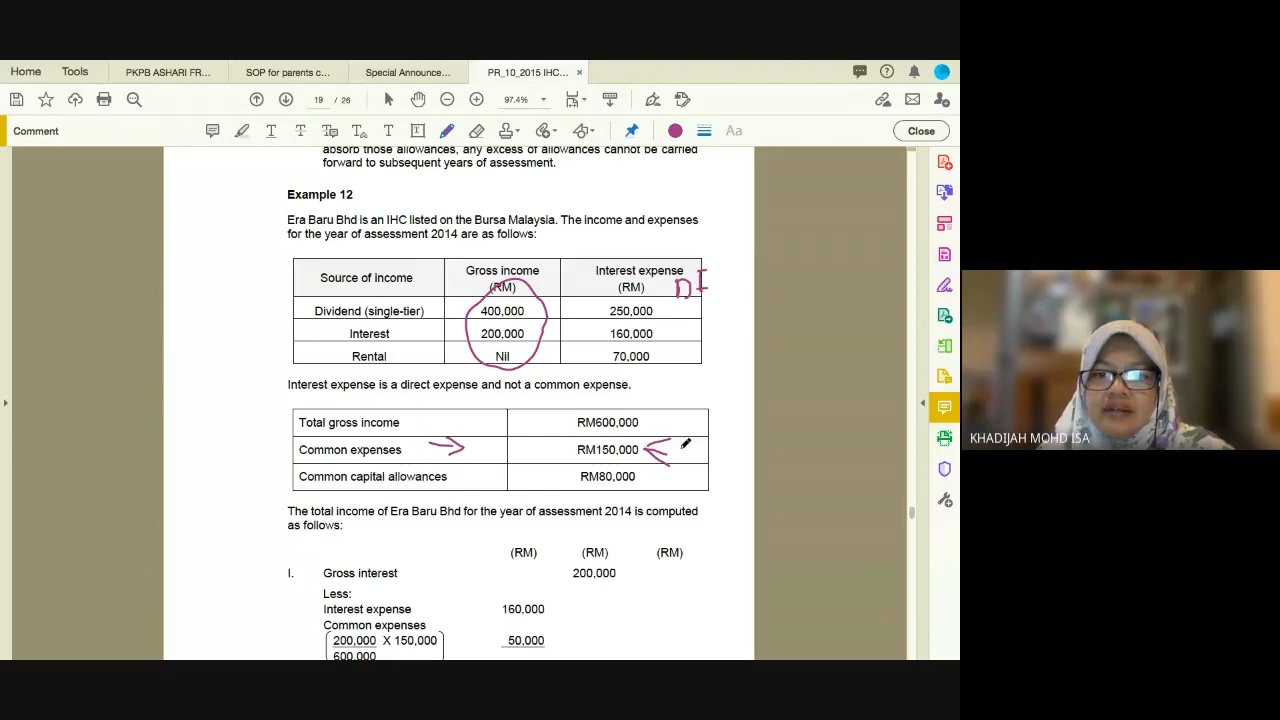 Home Tools PKPB ASHARI FR... SOP for parents c... Special Announce... PR_10_2015 IHC... ×
19 / 26 97.4%
Comment Close
absorb those allowances, any excess of allowances cannot be carried
forward to subsequent years of assessment.
Example 12
Era Baru Bhd is an IHC listed on the Bursa Malaysia. The income and expenses
for the year of assessment 2014 are as follows:
Source of income Gross income (RM) Interest expense (RM) DI
Dividend (single-tier) 400,000 250,000
Interest 200,000 160,000
Rental Nil 70,000
Interest expense is a direct expense and not a common expense.
Total gross income RM600,000
Common expenses RM150,000
Common capital allowances RM80,000
The total income of Era Baru Bhd for the year of assessment 2014 is computed
as follows:
(RM) (RM) (RM)
I. Gross interest 200,000
Less:
Interest expense 160,000
Common expenses
200,000 X 150,000 50,000
600,000
KHADIJAH MOHD ISA